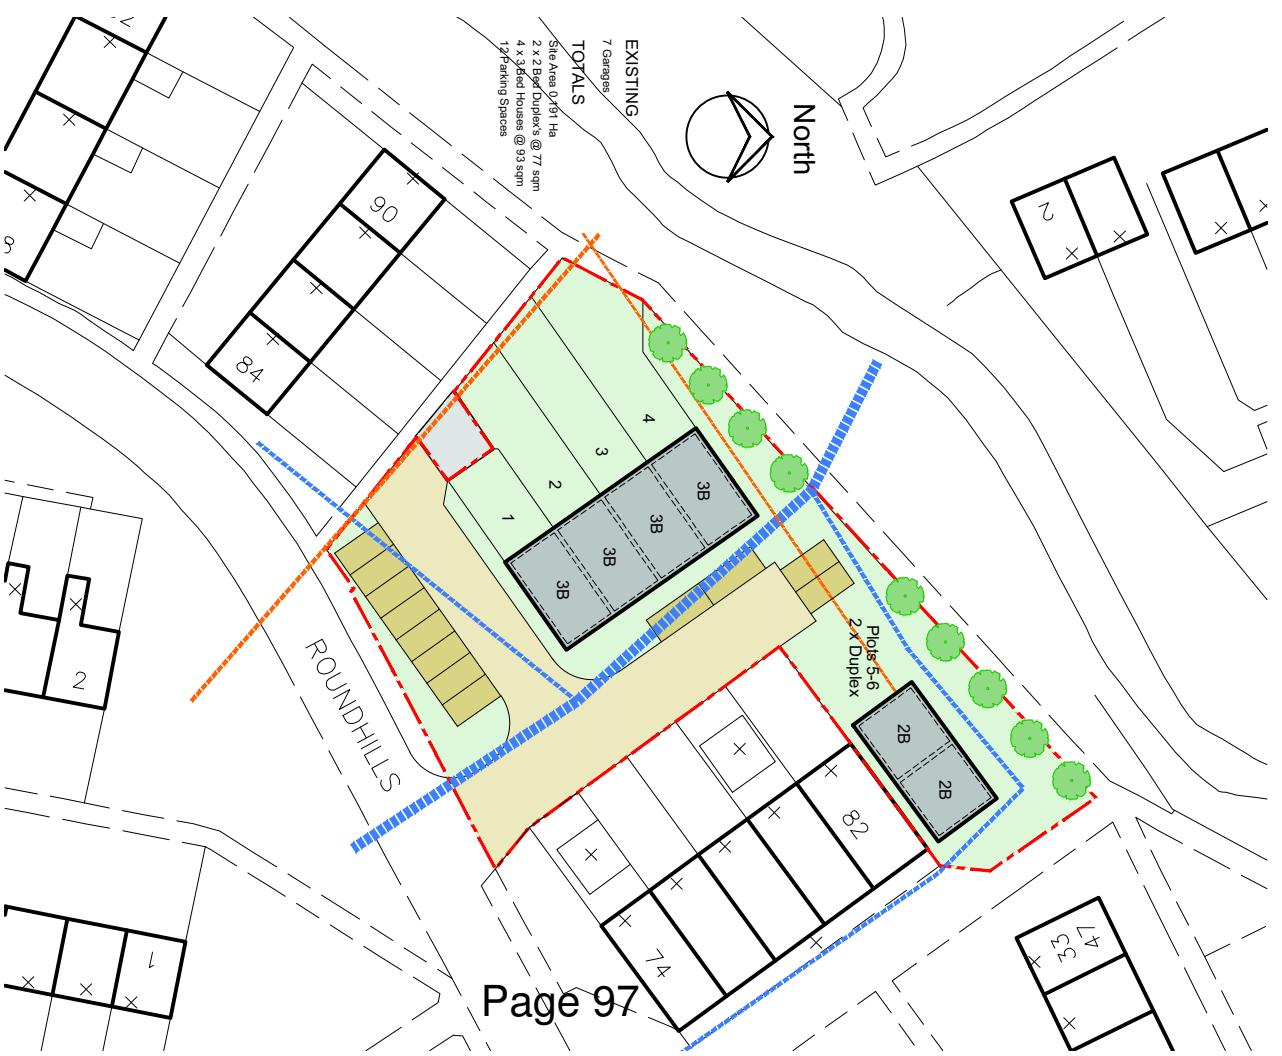 EXISTING
7 Garages
TOTALS
Site Area 0.191 Ha
2 x 2 Bed Duplex's @ 77 sqm
4 x 3 Bed Houses @ 93 sqm
12 Parking Spaces
North
90
84
2
8
4
3
2
1
3B
3B
3B
3B
Plots 5-6
2 x Duplex
2B
2B
ROUNDHILLS
2
82
74
1
33
47
Page 97